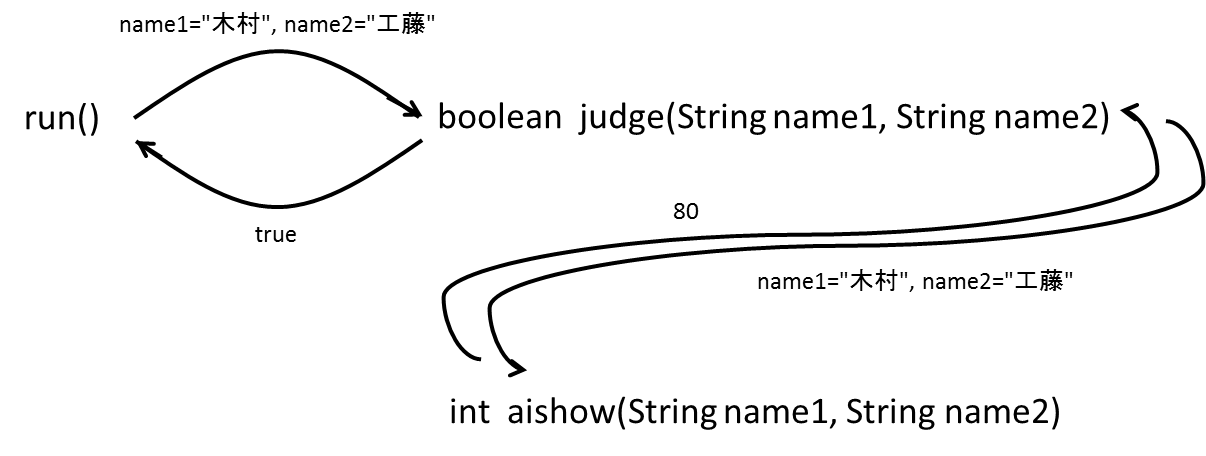 name1="木村", name2="工藤"
run()
boolean judge(String name1, String name2)
true
80
name1="木村", name2="工藤"
int aishow(String name1, String name2)